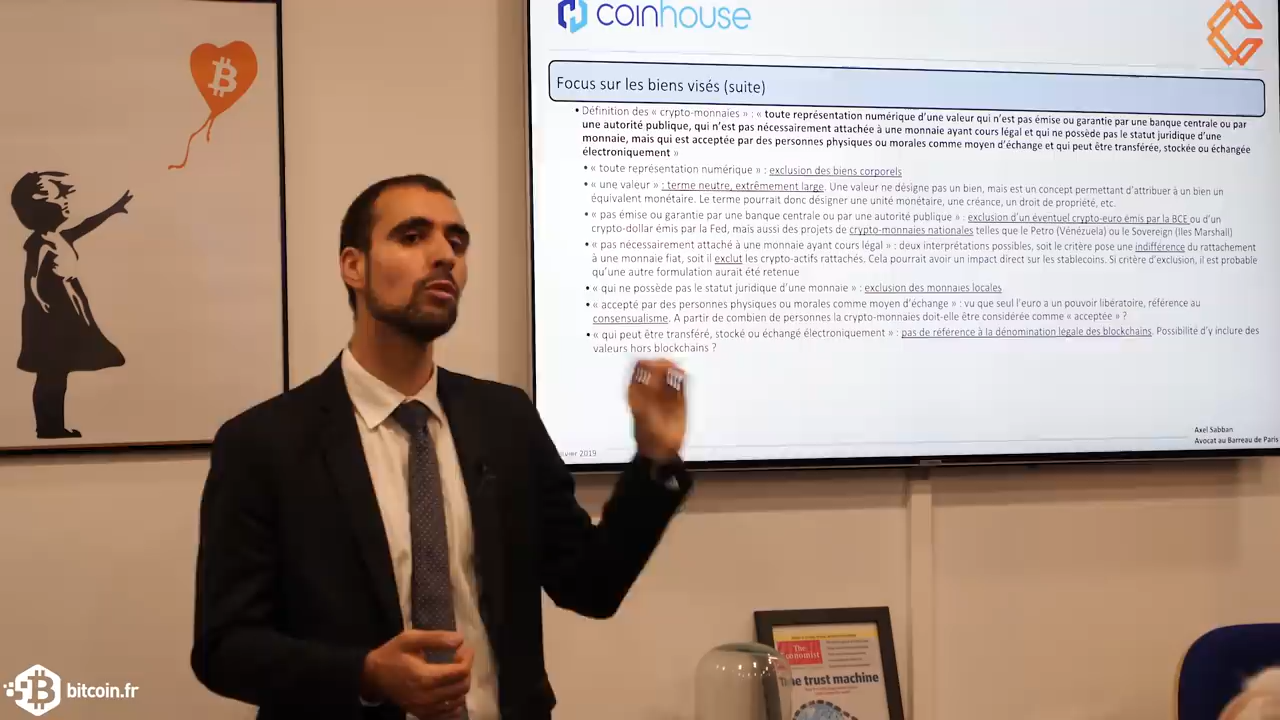 coinhouse
Focus sur les biens visés (suite)
• Définition des « crypto-monnaies » : « toute représentation numérique d'une valeur qui n'est pas émise ou garantie par une banque centrale ou par
une autorité publique, qui n'est pas nécessairement attachée à une monnaie ayant cours légal et qui ne possède pas le statut juridique d'une
monnaie, mais qui est acceptée par des personnes physiques ou morales comme moyen d'échange et qui peut être transférée, stockée ou échangée
électroniquement »
• « toute représentation numérique » : exclusion des biens corporels
• « une valeur » : terme neutre, extrêmement large. Une valeur ne désigne pas un bien, mais est un concept permettant d'attribuer à un bien un
équivalent monétaire. Le terme pourrait donc désigner une unité monétaire, une créance, un droit de propriété, etc.
• « pas émise ou garantie par une banque centrale ou par une autorité publique » : exclusion d'un éventuel crypto-euro émis par la BCE ou d'un
crypto-dollar émis par la Fed, mais aussi des projets de crypto-monnaies nationales telles que le Petro (Vénézuela) ou le Sovereign (Iles Marshall)
• « pas nécessairement attaché à une monnaie ayant cours légal » : deux interprétations possibles, soit le critère pose une indifférence du rattachement
à une monnaie fiat, soit il exclut les crypto-actifs rattachés. Cela pourrait avoir un impact direct sur les stablecoins. Si critère d'exclusion, il est probable
qu'une autre formulation aurait été retenue
• « qui ne possède pas le statut juridique d'une monnaie » : exclusion des monnaies locales
• « accepté par des personnes physiques ou morales comme moyen d'échange » : vu que seul l'euro a un pouvoir libératoire, référence au
consensualisme. A partir de combien de personnes la crypto-monnaies doit-elle être considérée comme « acceptée » ?
• « qui peut être transféré, stocké ou échangé électroniquement » : pas de référence à la dénomination légale des blockchains. Possibilité d'y inclure des
valeurs hors blockchains ?
Axel Sabban
Avocat au Barreau de Paris
2019
The
Economist
trust machine
bitcoin.fr